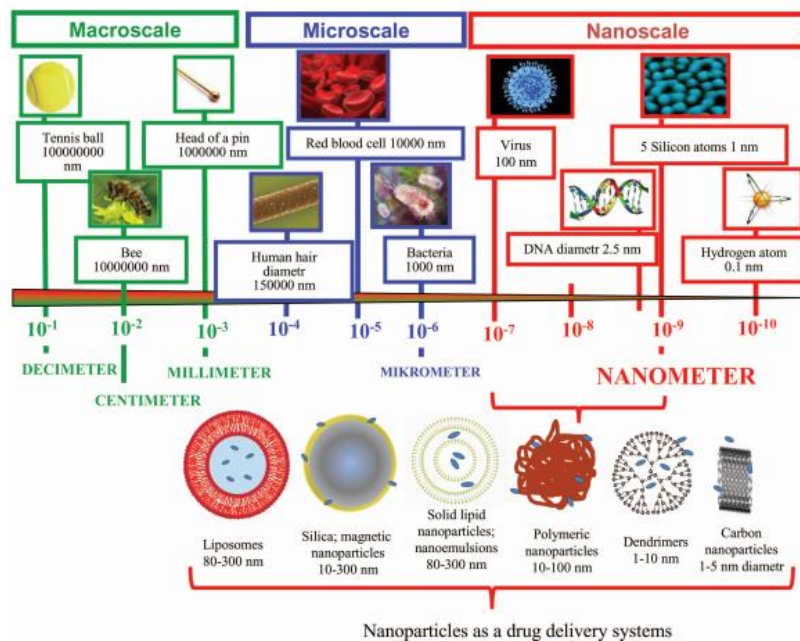 Macroscale
Microscale
Nanoscale
Tennis ball
100000000
nm
Head of a pin
1000000 nm
Red blood cell 10000 nm
Virus
100 nm
5 Silicon atoms 1 nm
Bee
10000000 nm
Human hair
diametr
150000 nm
Bacteria
1000 nm
DNA diametr 2.5 nm
Hydrogen atom
0.1 nm
10-1
10-2
10-3
10-4
10-5
10-6
10-7
10-8
10-9
10-10
DECIMETER
CENTIMETER
MILLIMETER
MIKROMETER
NANOMETER
Liposomes
80-300 nm
Silica; magnetic
nanoparticles
10-300 nm
Solid lipid
nanoparticles;
nanoemulsions
80-300 nm
Polymeric
nanoparticles
10-100 nm
Dendrimers
1-10 nm
Carbon
nanoparticles
1-5 nm diametr
Nanoparticles as a drug delivery systems